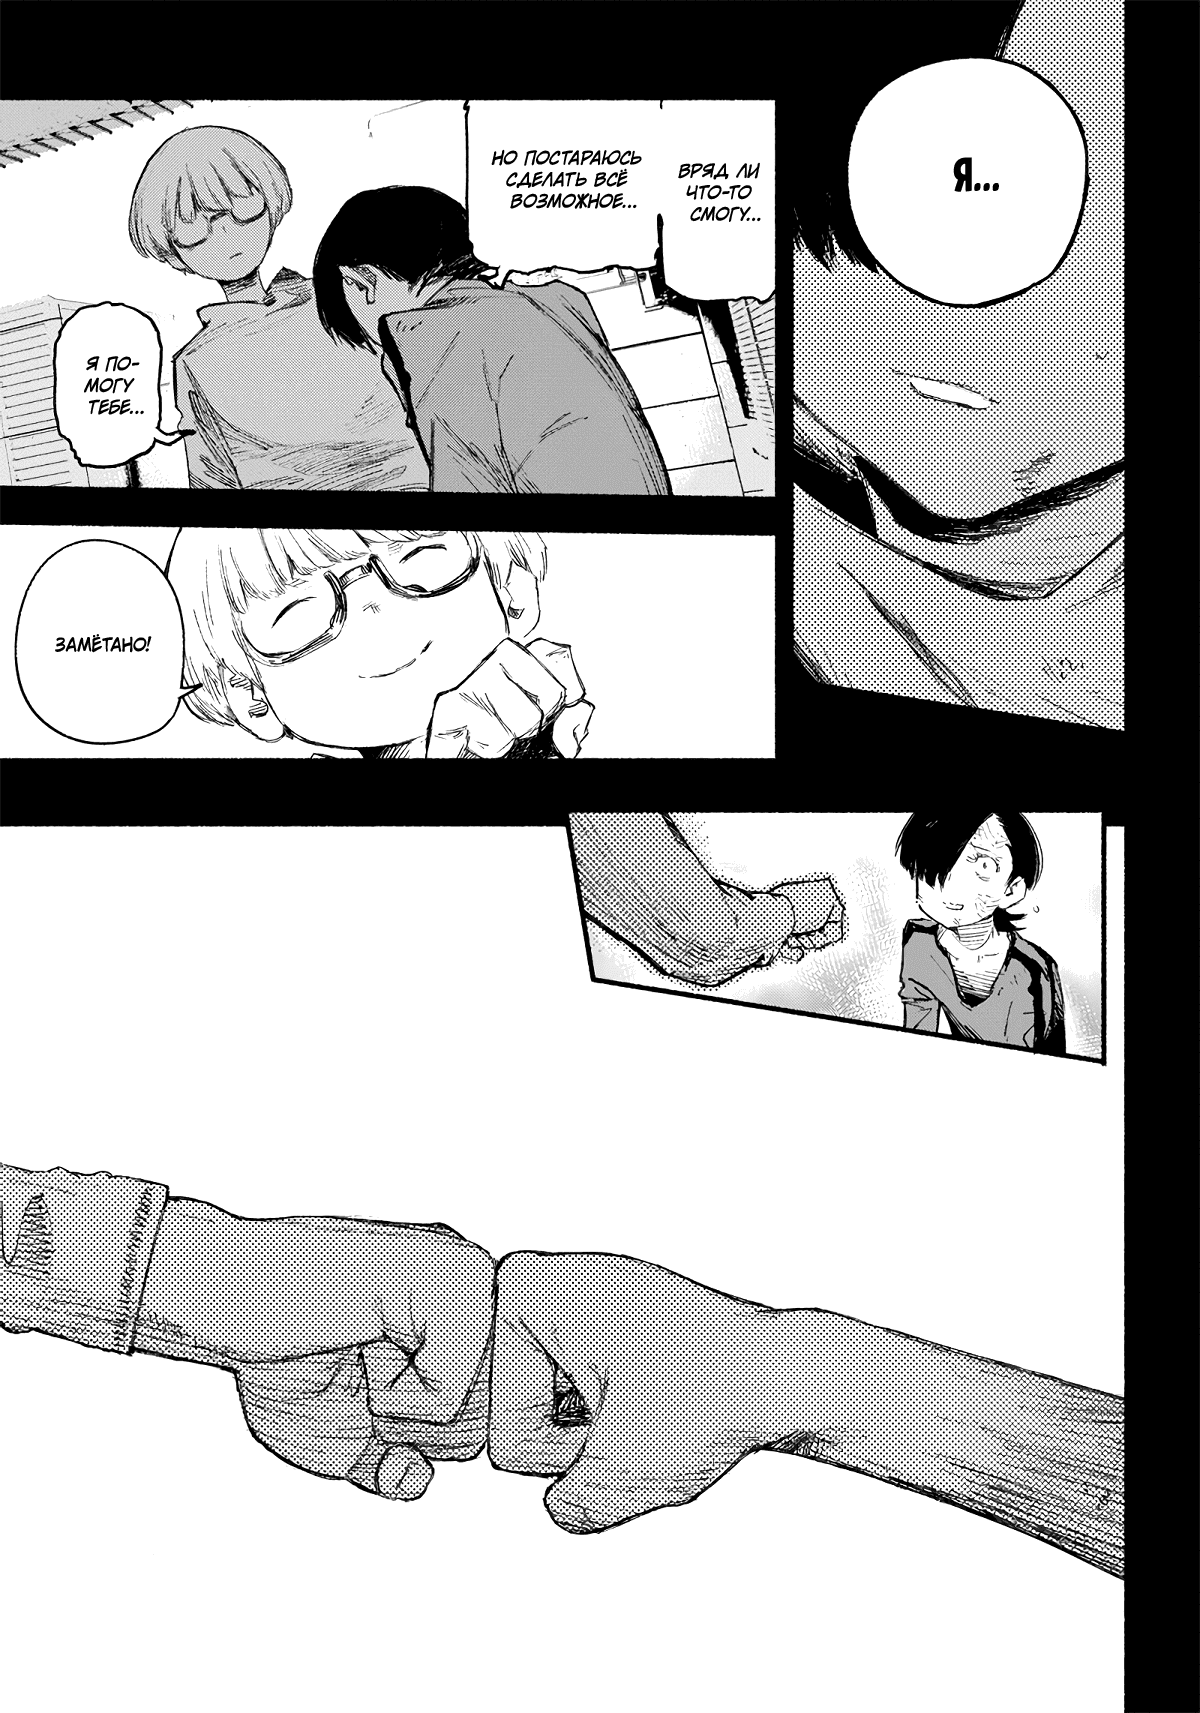 Я...
ВРЯД ЛИ
ЧТО-ТО
СМОГУ...
НО ПОСТАРАЮСЬ
СДЕЛАТЬ ВСЁ
ВОЗМОЖНОЕ...
Я ПО-
МОГУ
ТЕБЕ...
ЗАМЁТАНО!